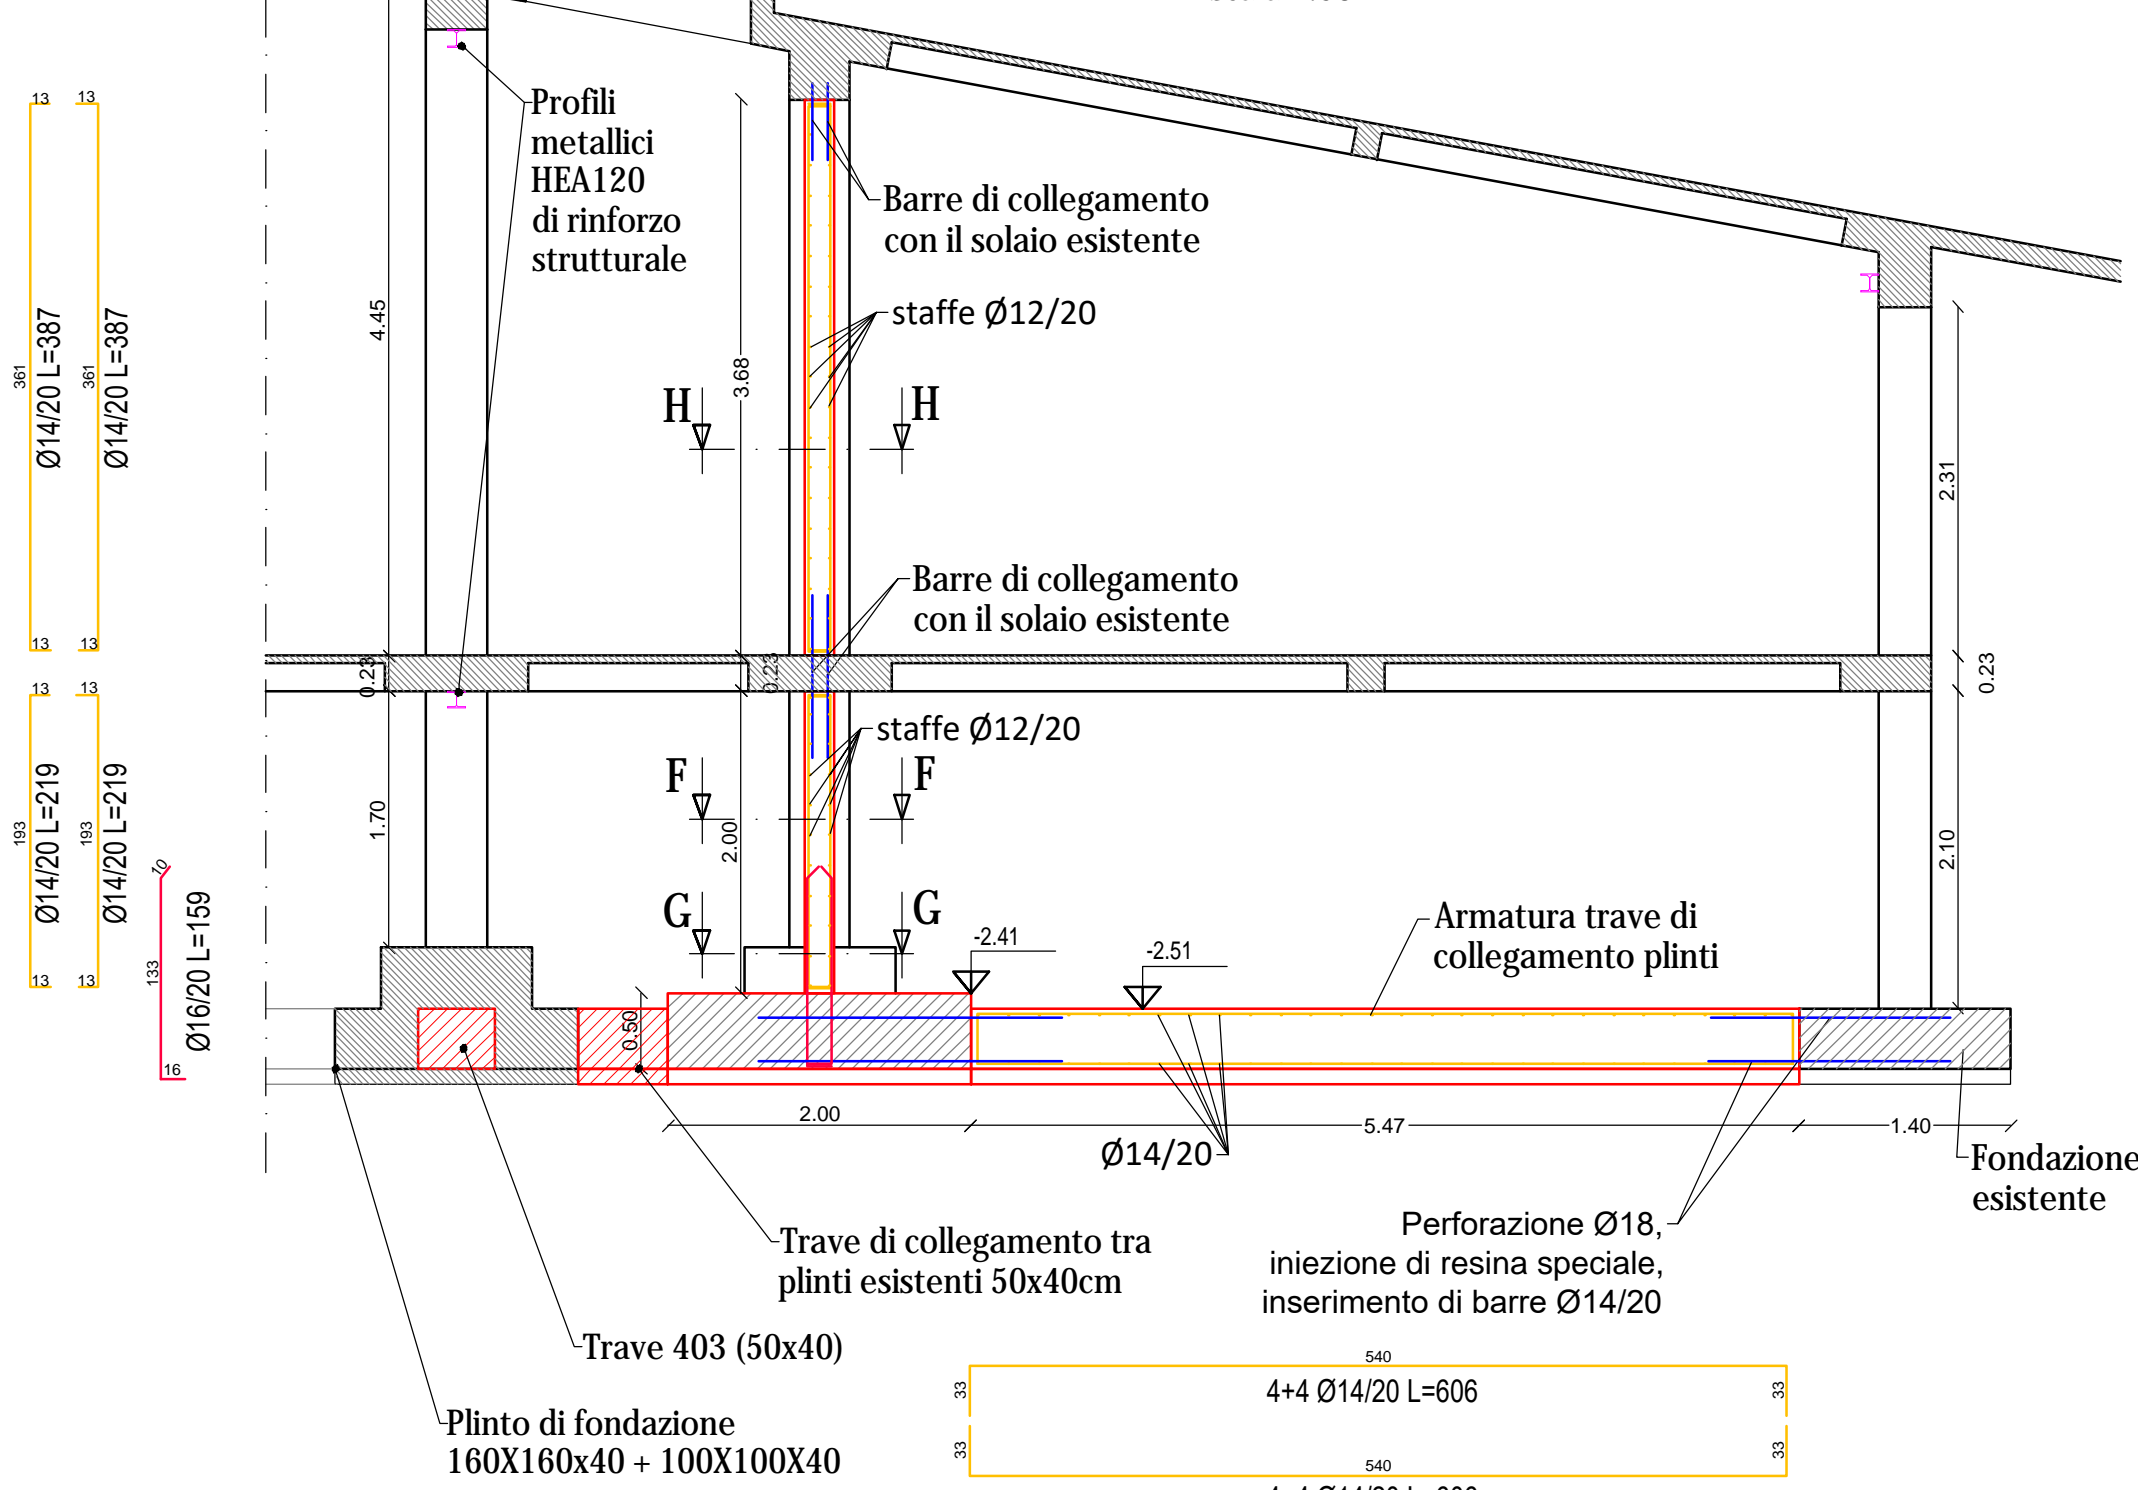 13
13
Profili
metallici
HEA120
di rinforzo
strutturale
Barre di collegamento
con il solaio esistente
staffe Ø12/20
4.45
3.68
361
Ø14/20 L=387
361
Ø14/20 L=387
H
H
2.31
Barre di collegamento
con il solaio esistente
13
13
0.23
0.23
0.23
13
13
staffe Ø12/20
F
F
193
Ø14/20 L=219
193
Ø14/20 L=219
1.70
2.00
2.10
10
133
Ø16/20 L=159
16
G
G
-2.41
-2.51
Armatura trave di
collegamento plinti
13
13
0.50
2.00
5.47
1.40
Ø14/20
Fondazione
esistente
Perforazione Ø18,
iniezione di resina speciale,
inserimento di barre Ø14/20
Trave di collegamento tra
plinti esistenti 50x40cm
Trave 403 (50x40)
Plinto di fondazione
160X160x40 + 100X100X40
540
33
4+4 Ø14/20 L=606
33
33
540
33